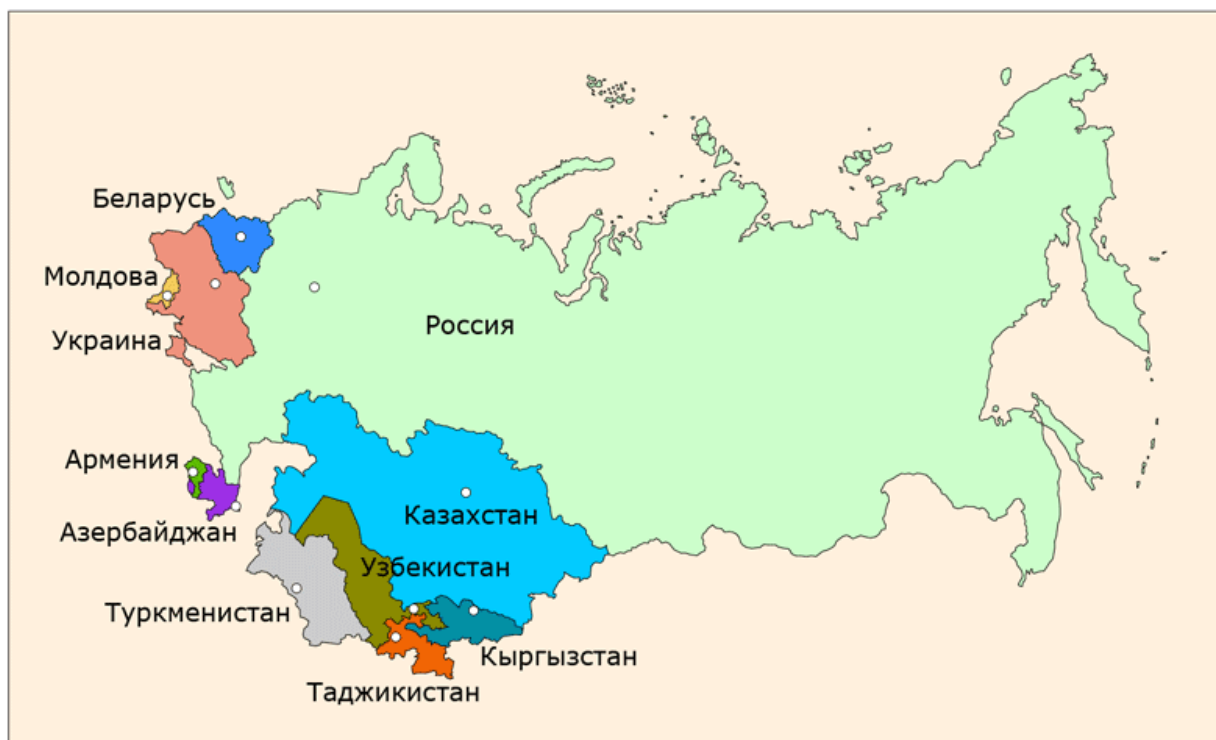 Беларусь
Молдова
Украина
Россия
Армения
Казахстан
Азербайджан
Узбекистан
Туркменистан
Кыргызстан
Таджикистан